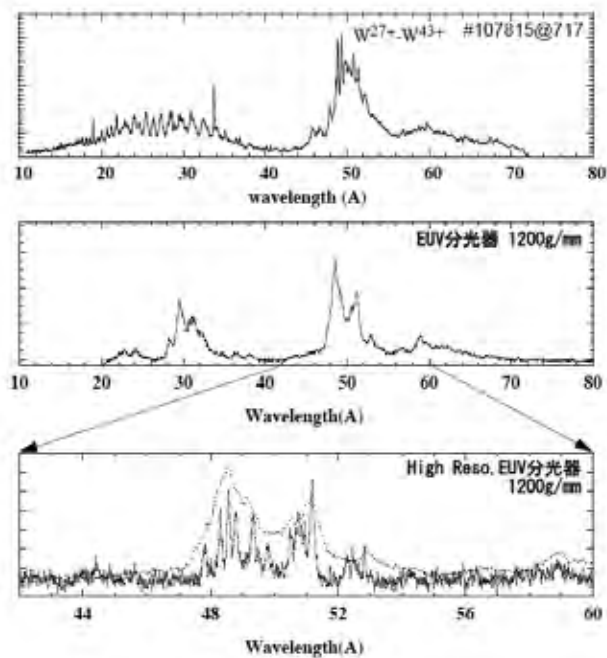 W27+-W43+ #107815@717
10 20 30 40 50 60 70 80
wavelength (A)
EUV分光器 1200g/mm
10 20 30 40 50 60 70 80
Wavelength(A)
High Reso.EUV分光器
1200g/mm
44 48 52 56 60
Wavelength(A)